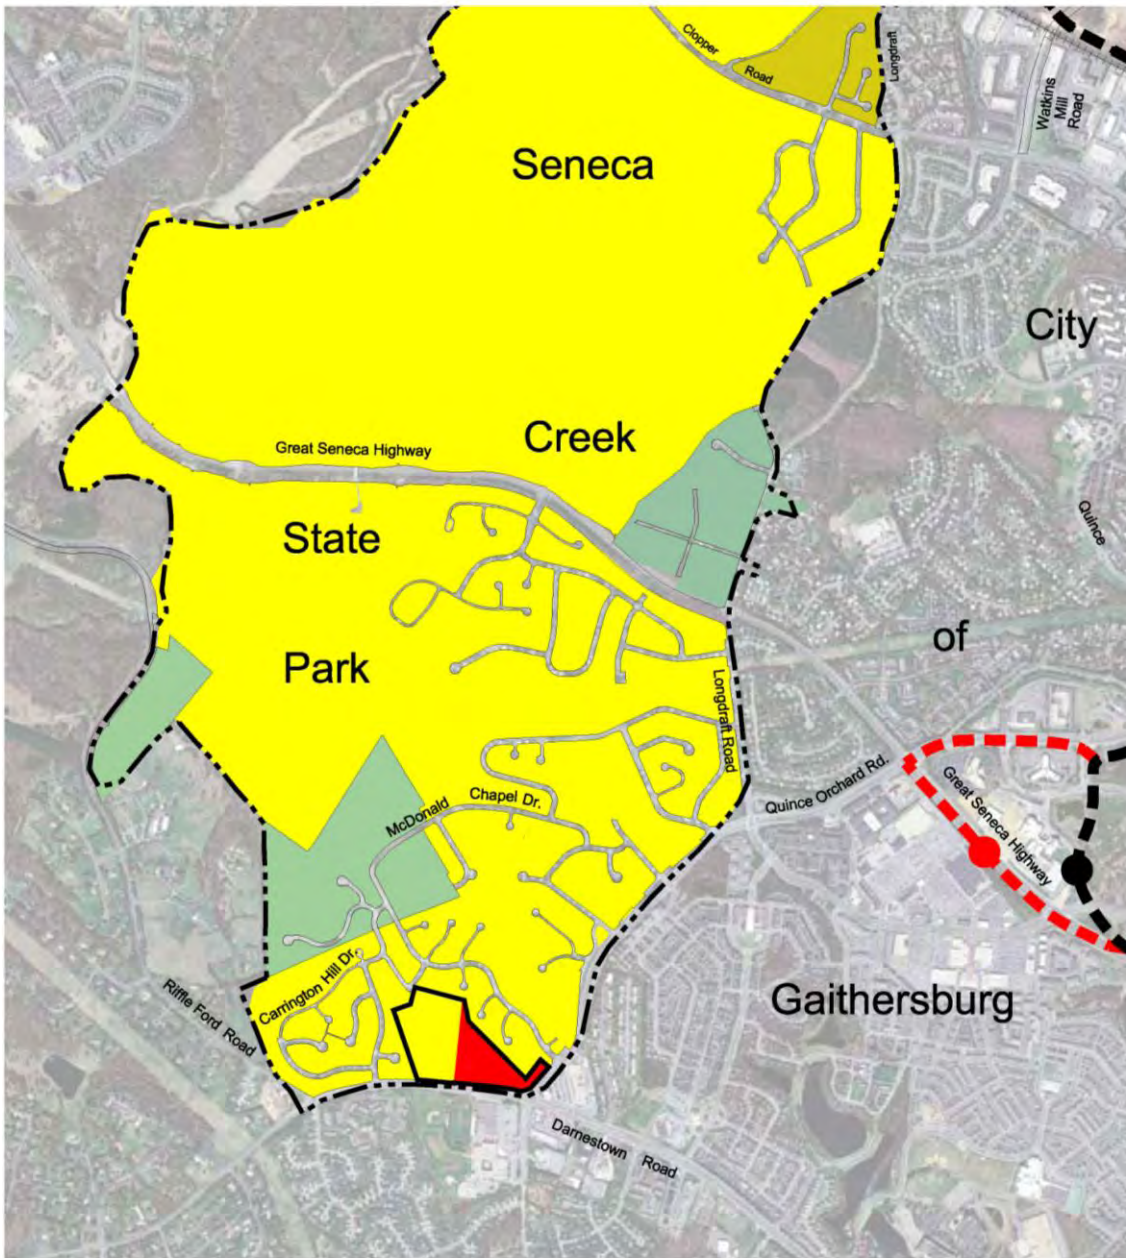 Clopper
Road
Longdraft
Watkins
Mill
Road
Seneca
City
Creek
Great Seneca Highway
Quince
State
of
Park
Longdraft Road
Quince Orchard Rd.
Great Seneca Highway
Chapel Dr.
McDonald
Carrington Hill Dr.
Riffle Ford Road
Gaithersburg
Darnestown Road